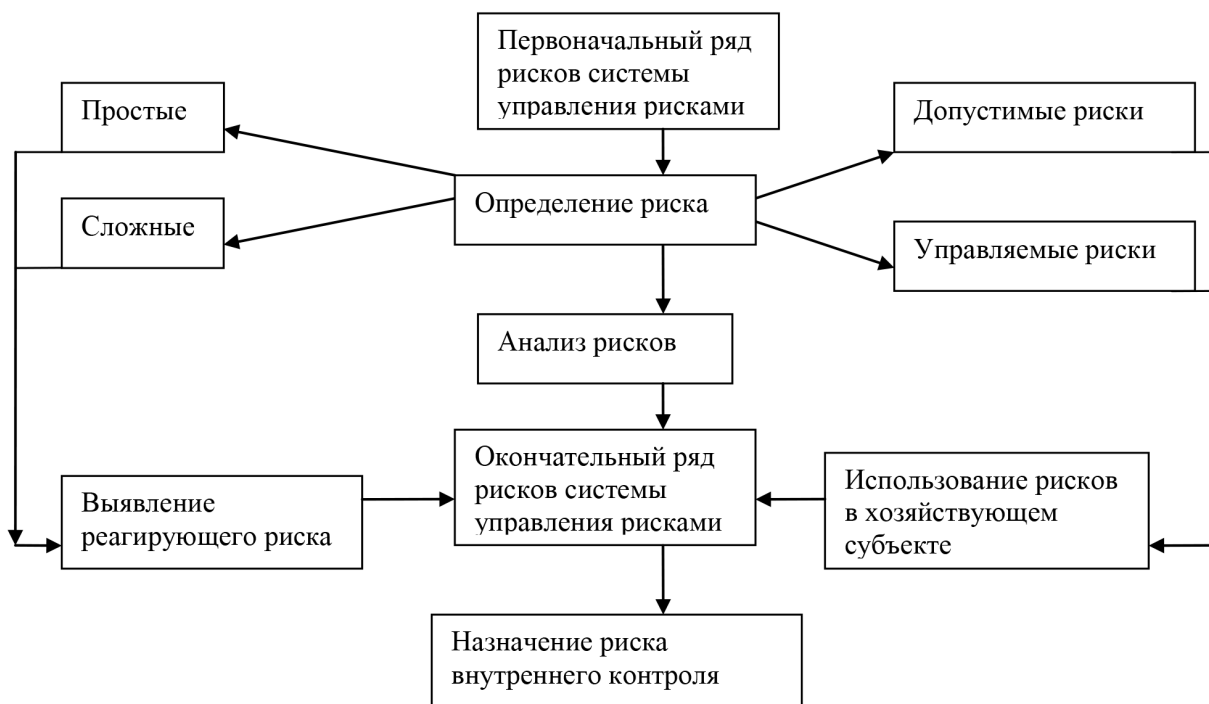 Первоначальный ряд
рисков системы
управления рисками
Простые
Допустимые риски
Определение риска
Сложные
Управляемые риски
Анализ рисков
Окончательный ряд
рисков системы
управления рисками
Использование рисков
в хозяйствующем
субъекте
Выявление
реагирующего риска
Назначение риска
внутреннего контроля